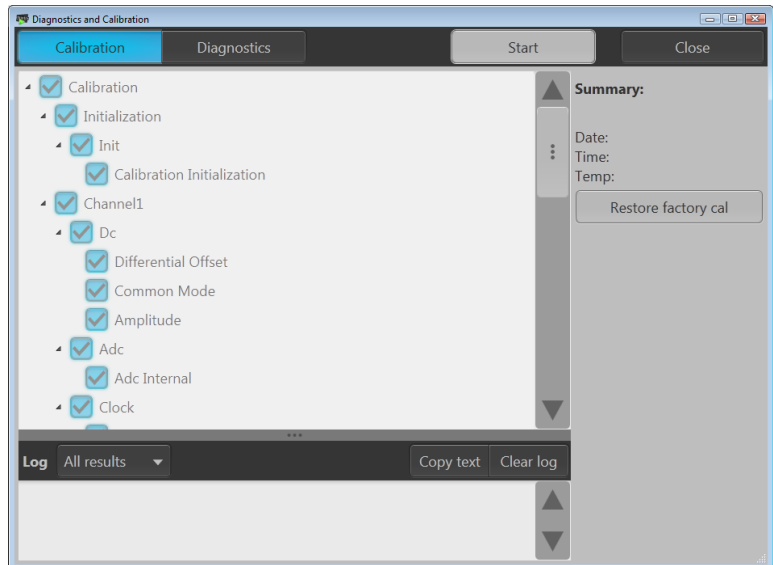 Diagnostics and Calibration
Calibration
Diagnostics
Start
Close
Calibration
Initialization
Init
Calibration Initialization
Channel1
Dc
Differential Offset
Common Mode
Amplitude
Adc
Adc Internal
Clock
Summary:
Date:
Time:
Temp:
Restore factory cal
Log
All results
Copy text
Clear log